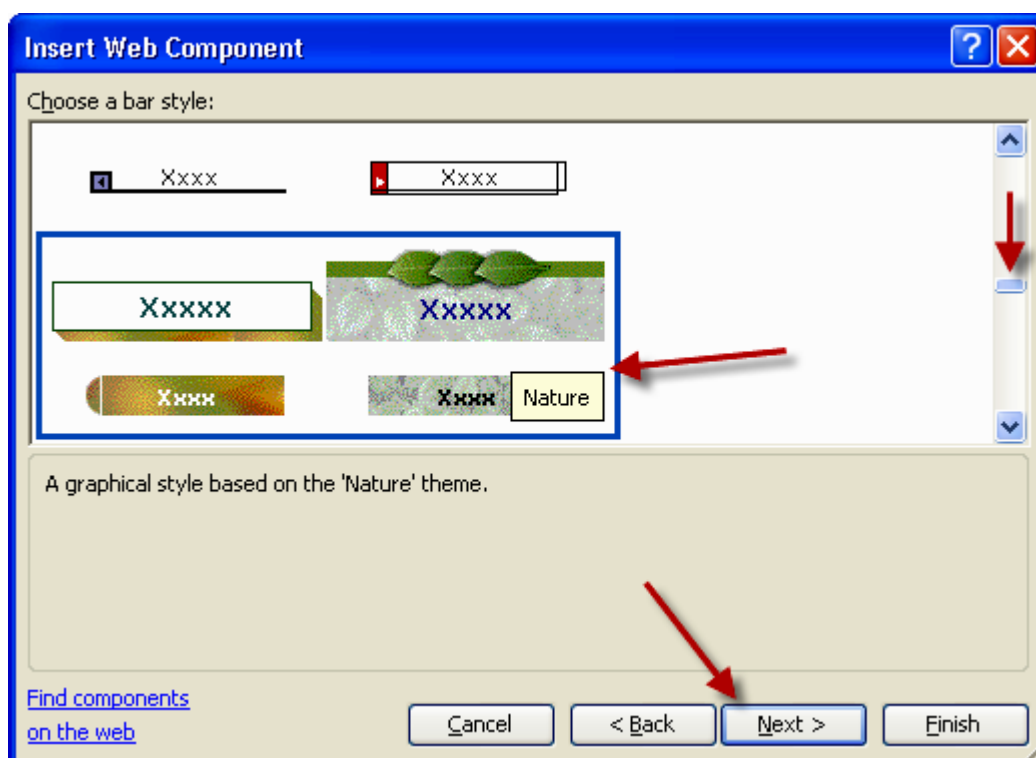 Insert Web Component
Choose a bar style:
Xxxx Xxxx
Xxxxx Xxxxx
Xxxx Xxxx Nature
A graphical style based on the 'Nature' theme.
Find components
on the web
Cancel < Back Next > Finish